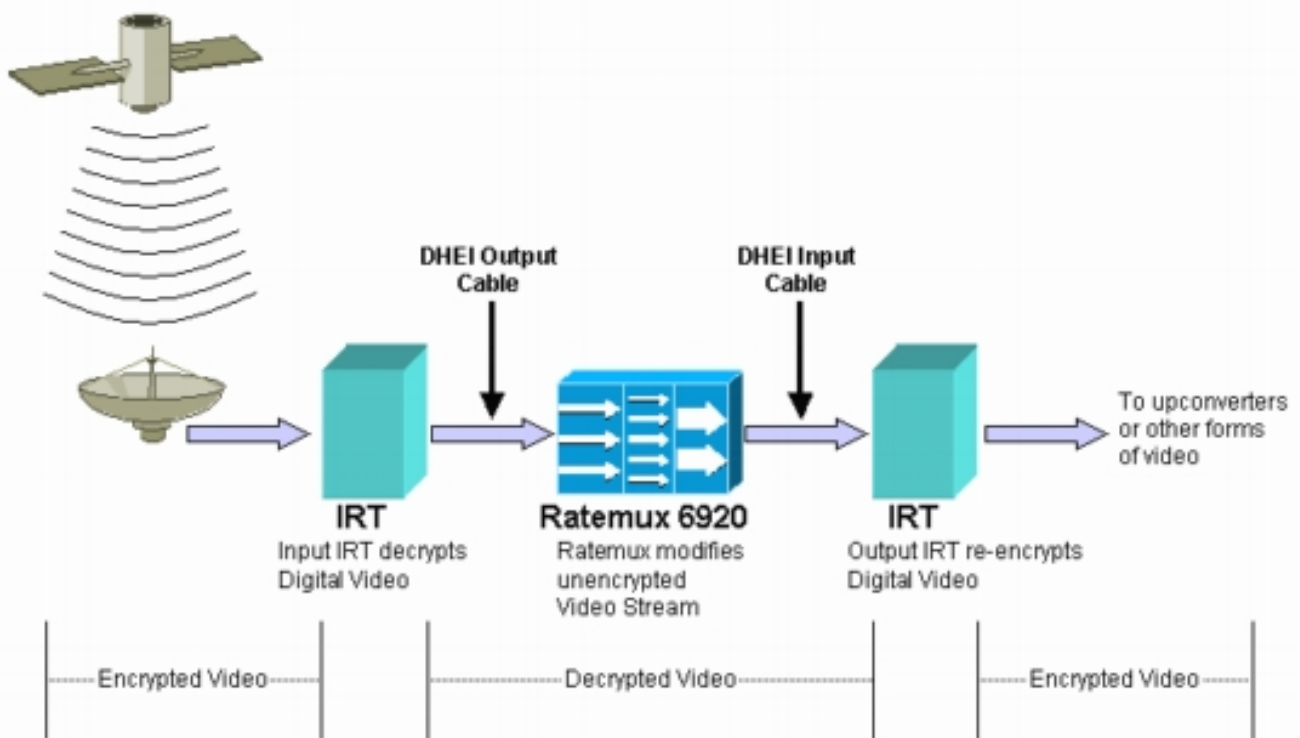 DHEI Output
Cable
DHEI Input
Cable
To upconverters
or other forms
of video
IRT
Input IRT decrypts
Digital Video
Ratemux 6920
Ratemux modifies
unencrypted
Video Stream
IRT
Output IRT re-encrypts
Digital Video
Encrypted Video
Decrypted Video
Encrypted Video